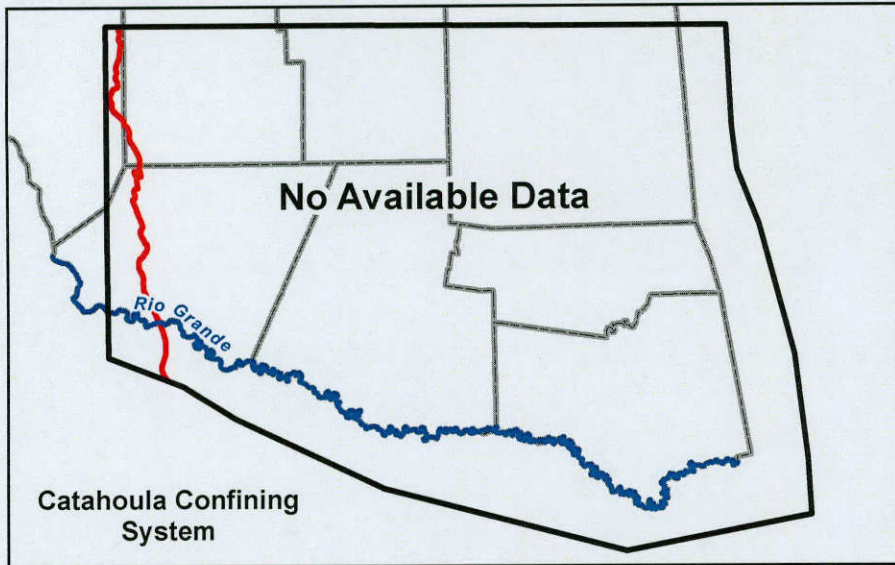 No Available Data
Rio Grande
Catahoula Confining
System